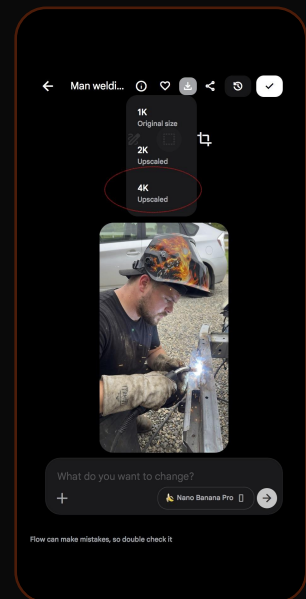 Man weldi...
1K
Original size
2K
Upscaled
4K
Upscaled
What do you want to change?
Nano Banana Pro
Flow can make mistakes, so double check it